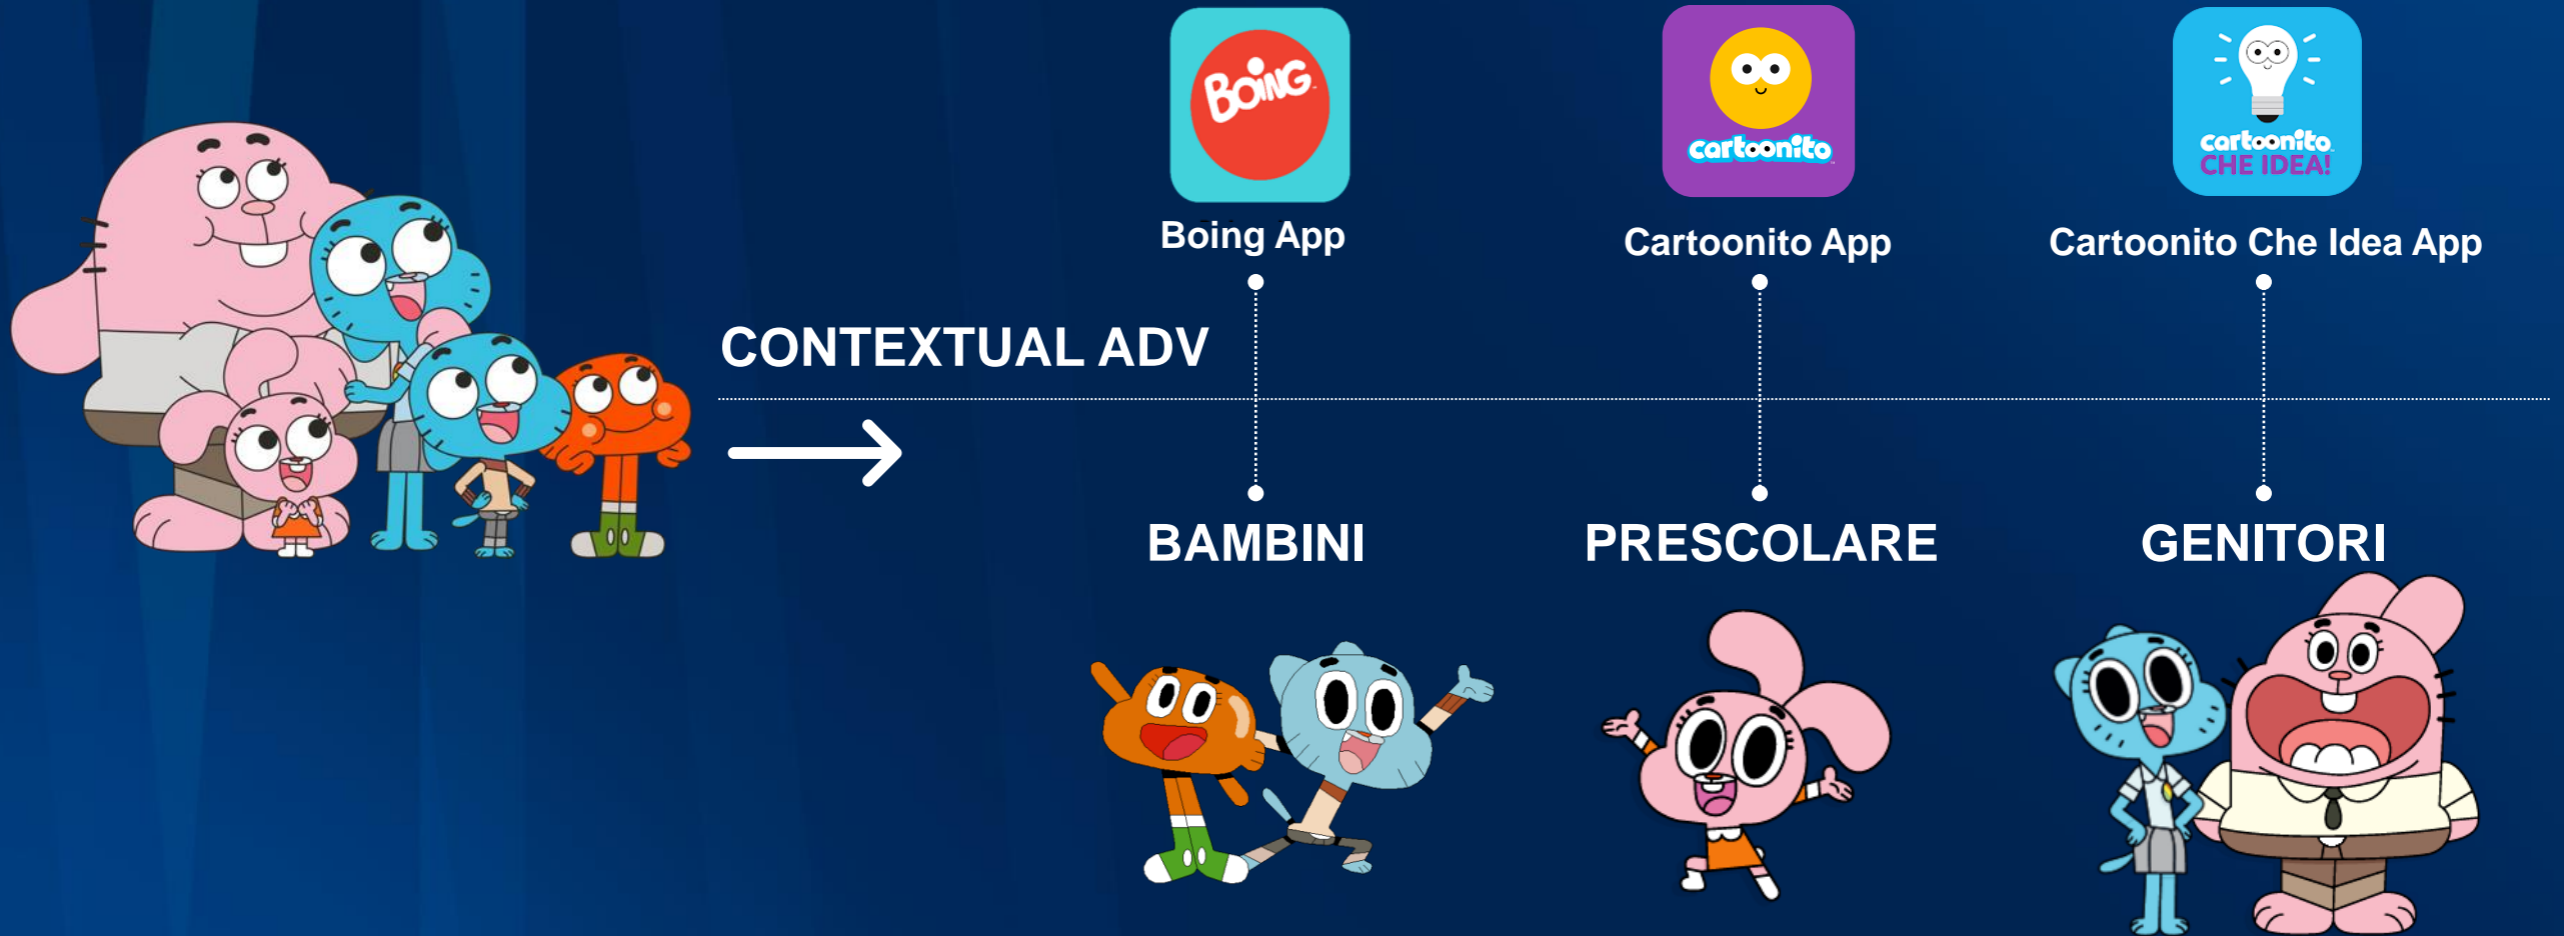 BOING
cartoonito
cartoonito
CHE IDEA!
Boing App
Cartoonito App
Cartoonito Che Idea App
CONTEXTUAL ADV
BAMBINI
PRESCOLARE
GENITORI